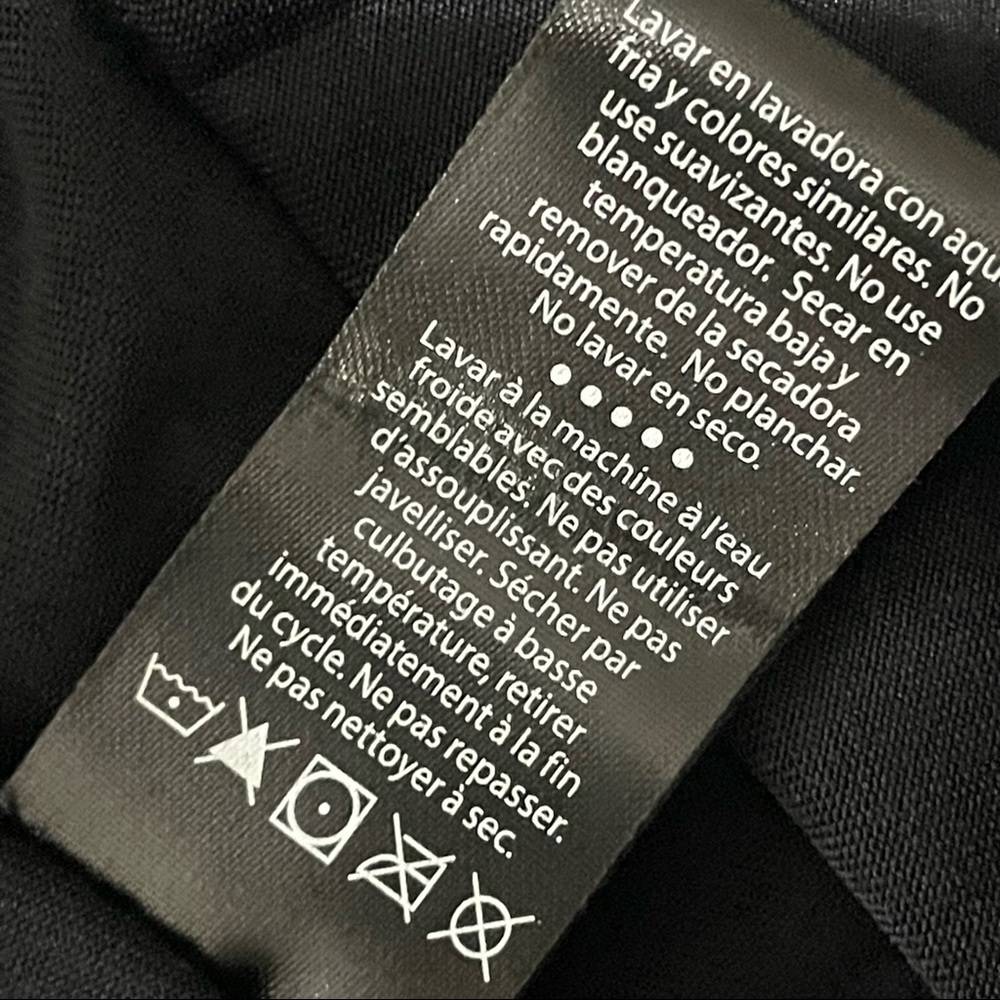 Lavar en lavadora con
fria y colores similares. No
use suavizantes. No use
blanqueador. Secar en
temperatura baja y
remover de la secadora
rapidamente. No planchar.
No lavar en seco.
Lavar à la machine à l'eau
froide avec des couleurs
semblables. Ne pas utiliser
d'assouplissant. Ne pas
javelliser. Sécher par
culbutage à basse
température, retirer
immédiatement à la fin
du cycle. Ne pas repasser.
Ne pas nettoyer à sec.